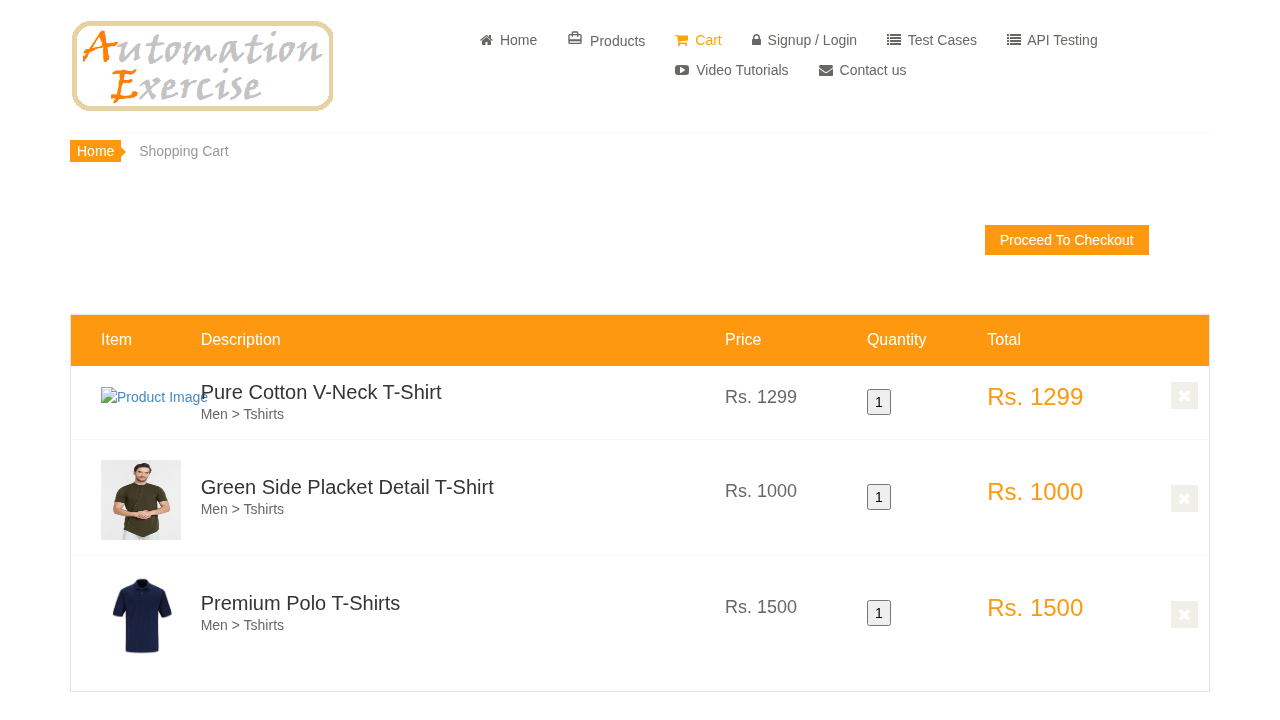 Automation
Exercise
Home
Products
Cart
Signup / Login
Test Cases
API Testing
Video Tutorials
Contact us
Home
Shopping Cart
Proceed To Checkout
Item Description Price Quantity Total
Product Image
Pure Cotton V-Neck T-Shirt
Men > Tshirts
Rs. 1299
1
Rs. 1299
Green Side Placket Detail T-Shirt
Men > Tshirts
Rs. 1000
1
Rs. 1000
Premium Polo T-Shirts
Men > Tshirts
Rs. 1500
1
Rs. 1500